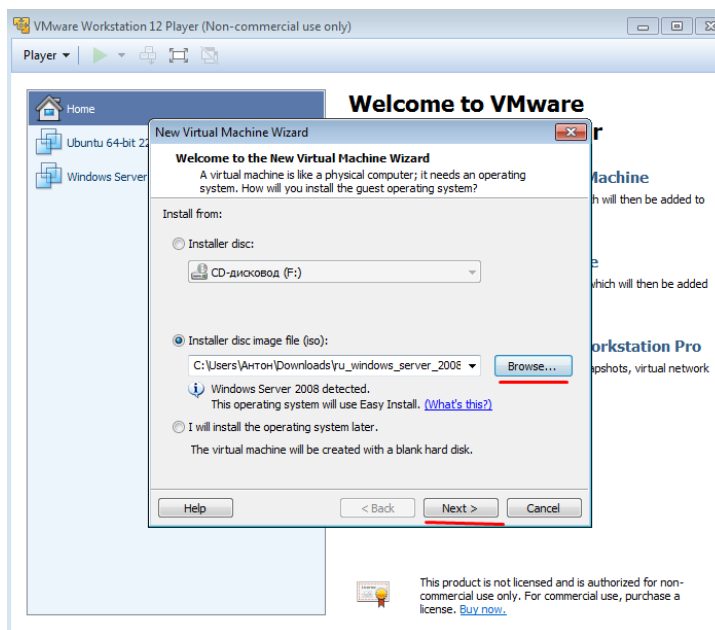 VMware Workstation 12 Player (Non-commercial use only)
Player
Home
Ubuntu 64-bit 22
Windows Server
Welcome to VMware
r
Machine
h will then be added to
e
which will then be added
orkstation Pro
apshots, virtual network
New Virtual Machine Wizard
Welcome to the New Virtual Machine Wizard
A virtual machine is like a physical computer; it needs an operating
system. How will you install the guest operating system?
Install from:
Installer disc:
CD-дисковод (F:)
Installer disc image file (iso):
C:\Users\Антон\Downloads\ru_windows_server_2008
Browse...
Windows Server 2008 detected.
This operating system will use Easy Install. (What's this?)
I will install the operating system later.
The virtual machine will be created with a blank hard disk.
Help
< Back
Next >
Cancel
This product is not licensed and is authorized for non-
commercial use only. For commercial use, purchase a
license. Buy now.